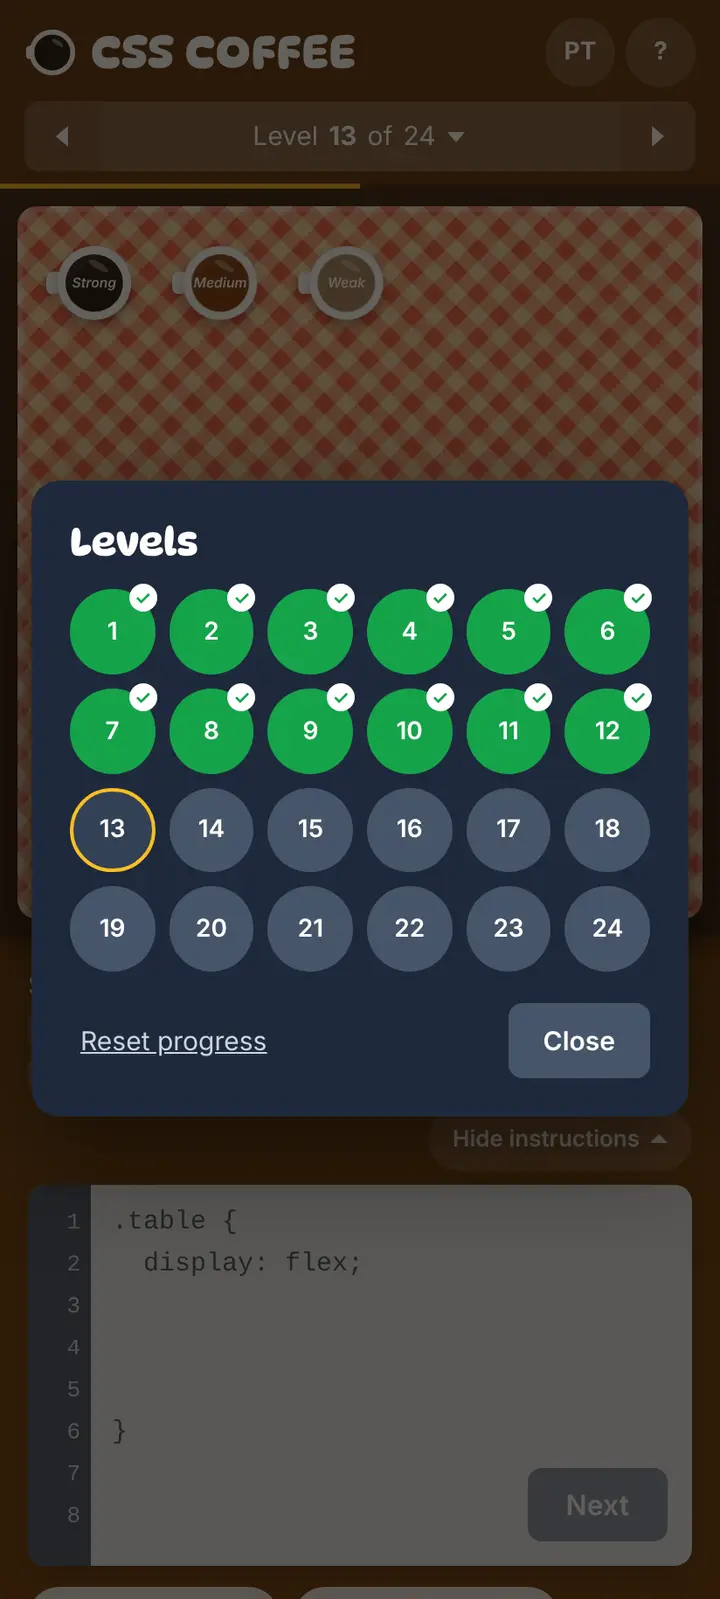 CSS COFFEE
PT
?
Level 13 of 24
Strong
Medium
Weak
Levels
1 2 3 4 5 6
7 8 9 10 11 12
13 14 15 16 17 18
19 20 21 22 23 24
Reset progress
Close
Hide instructions
1 .table {
2 display: flex;
3
4
5
6 }
7
8
Next